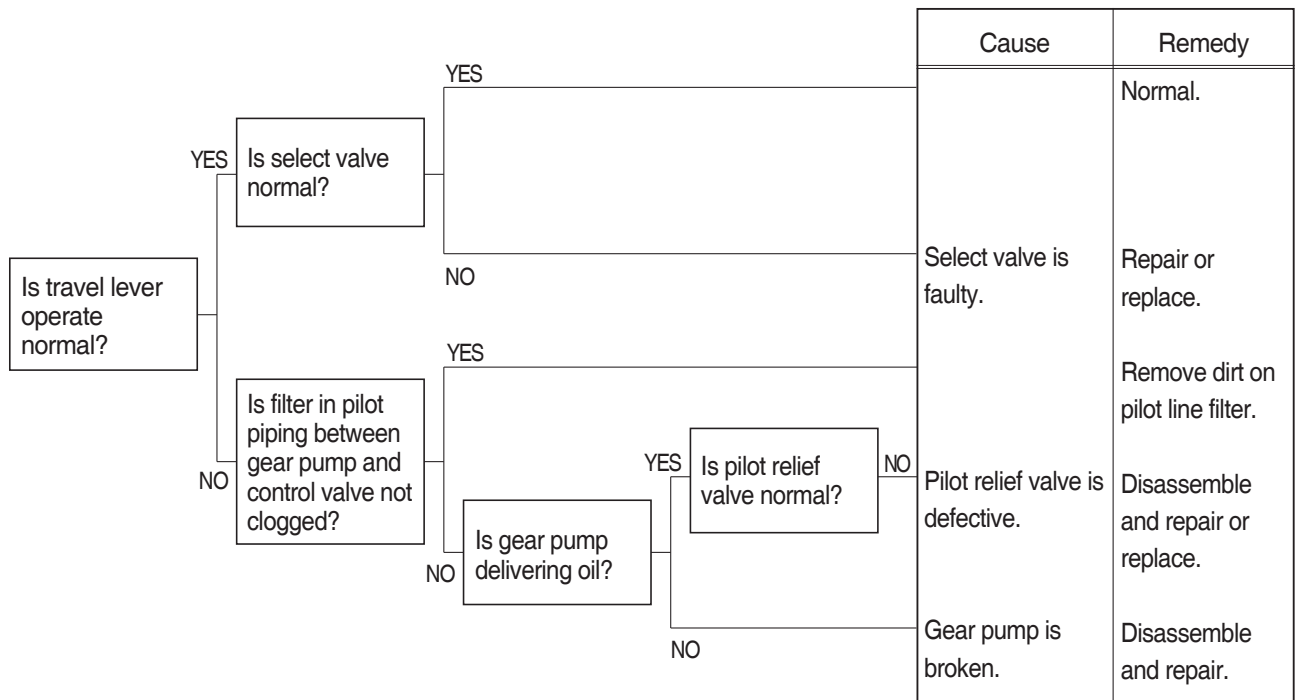 Cause
Remedy
YES
Normal.
YES
Is select valve
normal?
NO
Select valve is
faulty.
Repair or
replace.
Is travel lever
operate
normal?
YES
Remove dirt on
pilot line filter.
NO
Is filter in pilot
piping between
gear pump and
control valve not
clogged?
YES
Is pilot relief
valve normal?
NO
Pilot relief valve is
defective.
Disassemble
and repair or
replace.
NO
Is gear pump
delivering oil?
NO
Gear pump is
broken.
Disassemble
and repair.